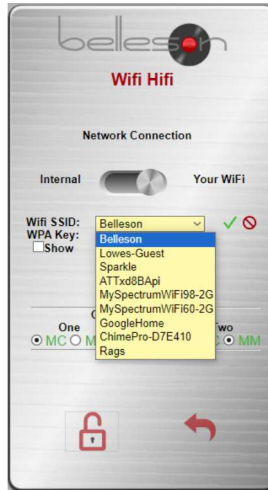 belleson
Wifi Hifi
Network Connection
Internal
Your WiFi
Wifi SSID:
Belleson
WPA Key:
Show
Belleson
Lowes-Guest
Sparkle
ATTxd8BApi
MySpectrumWiFi98-2G
MySpectrumWiFi60-2G
GoogleHome
ChimePro-D7E410
Rags
One
MC
MM